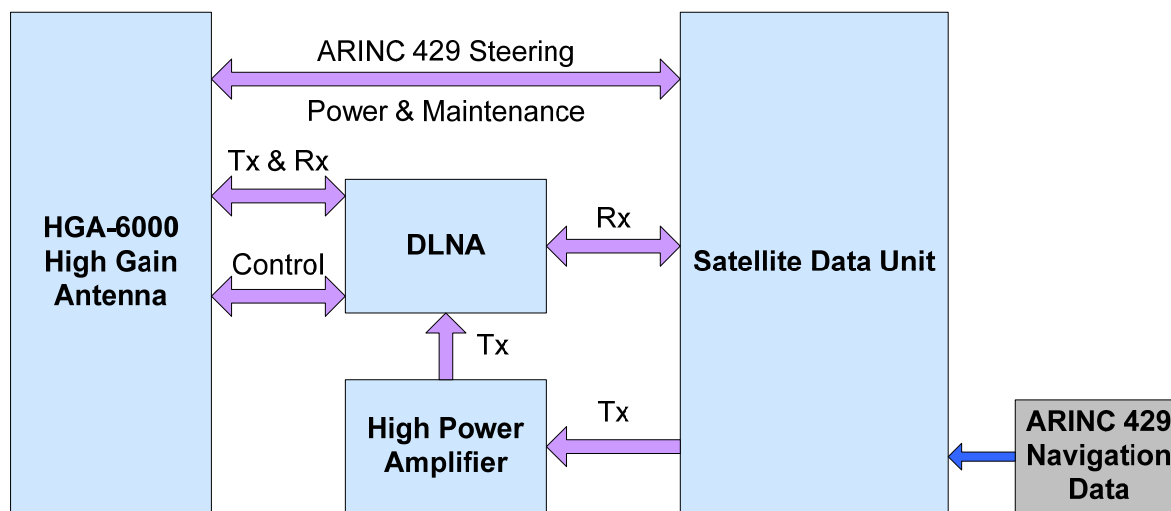 ARINC 429 Steering
Power & Maintenance
Tx & Rx
HGA-6000
High Gain
Antenna
Control
DLNA
Rx
Satellite Data Unit
Tx
High Power
Amplifier
Tx
ARINC 429
Navigation
Data